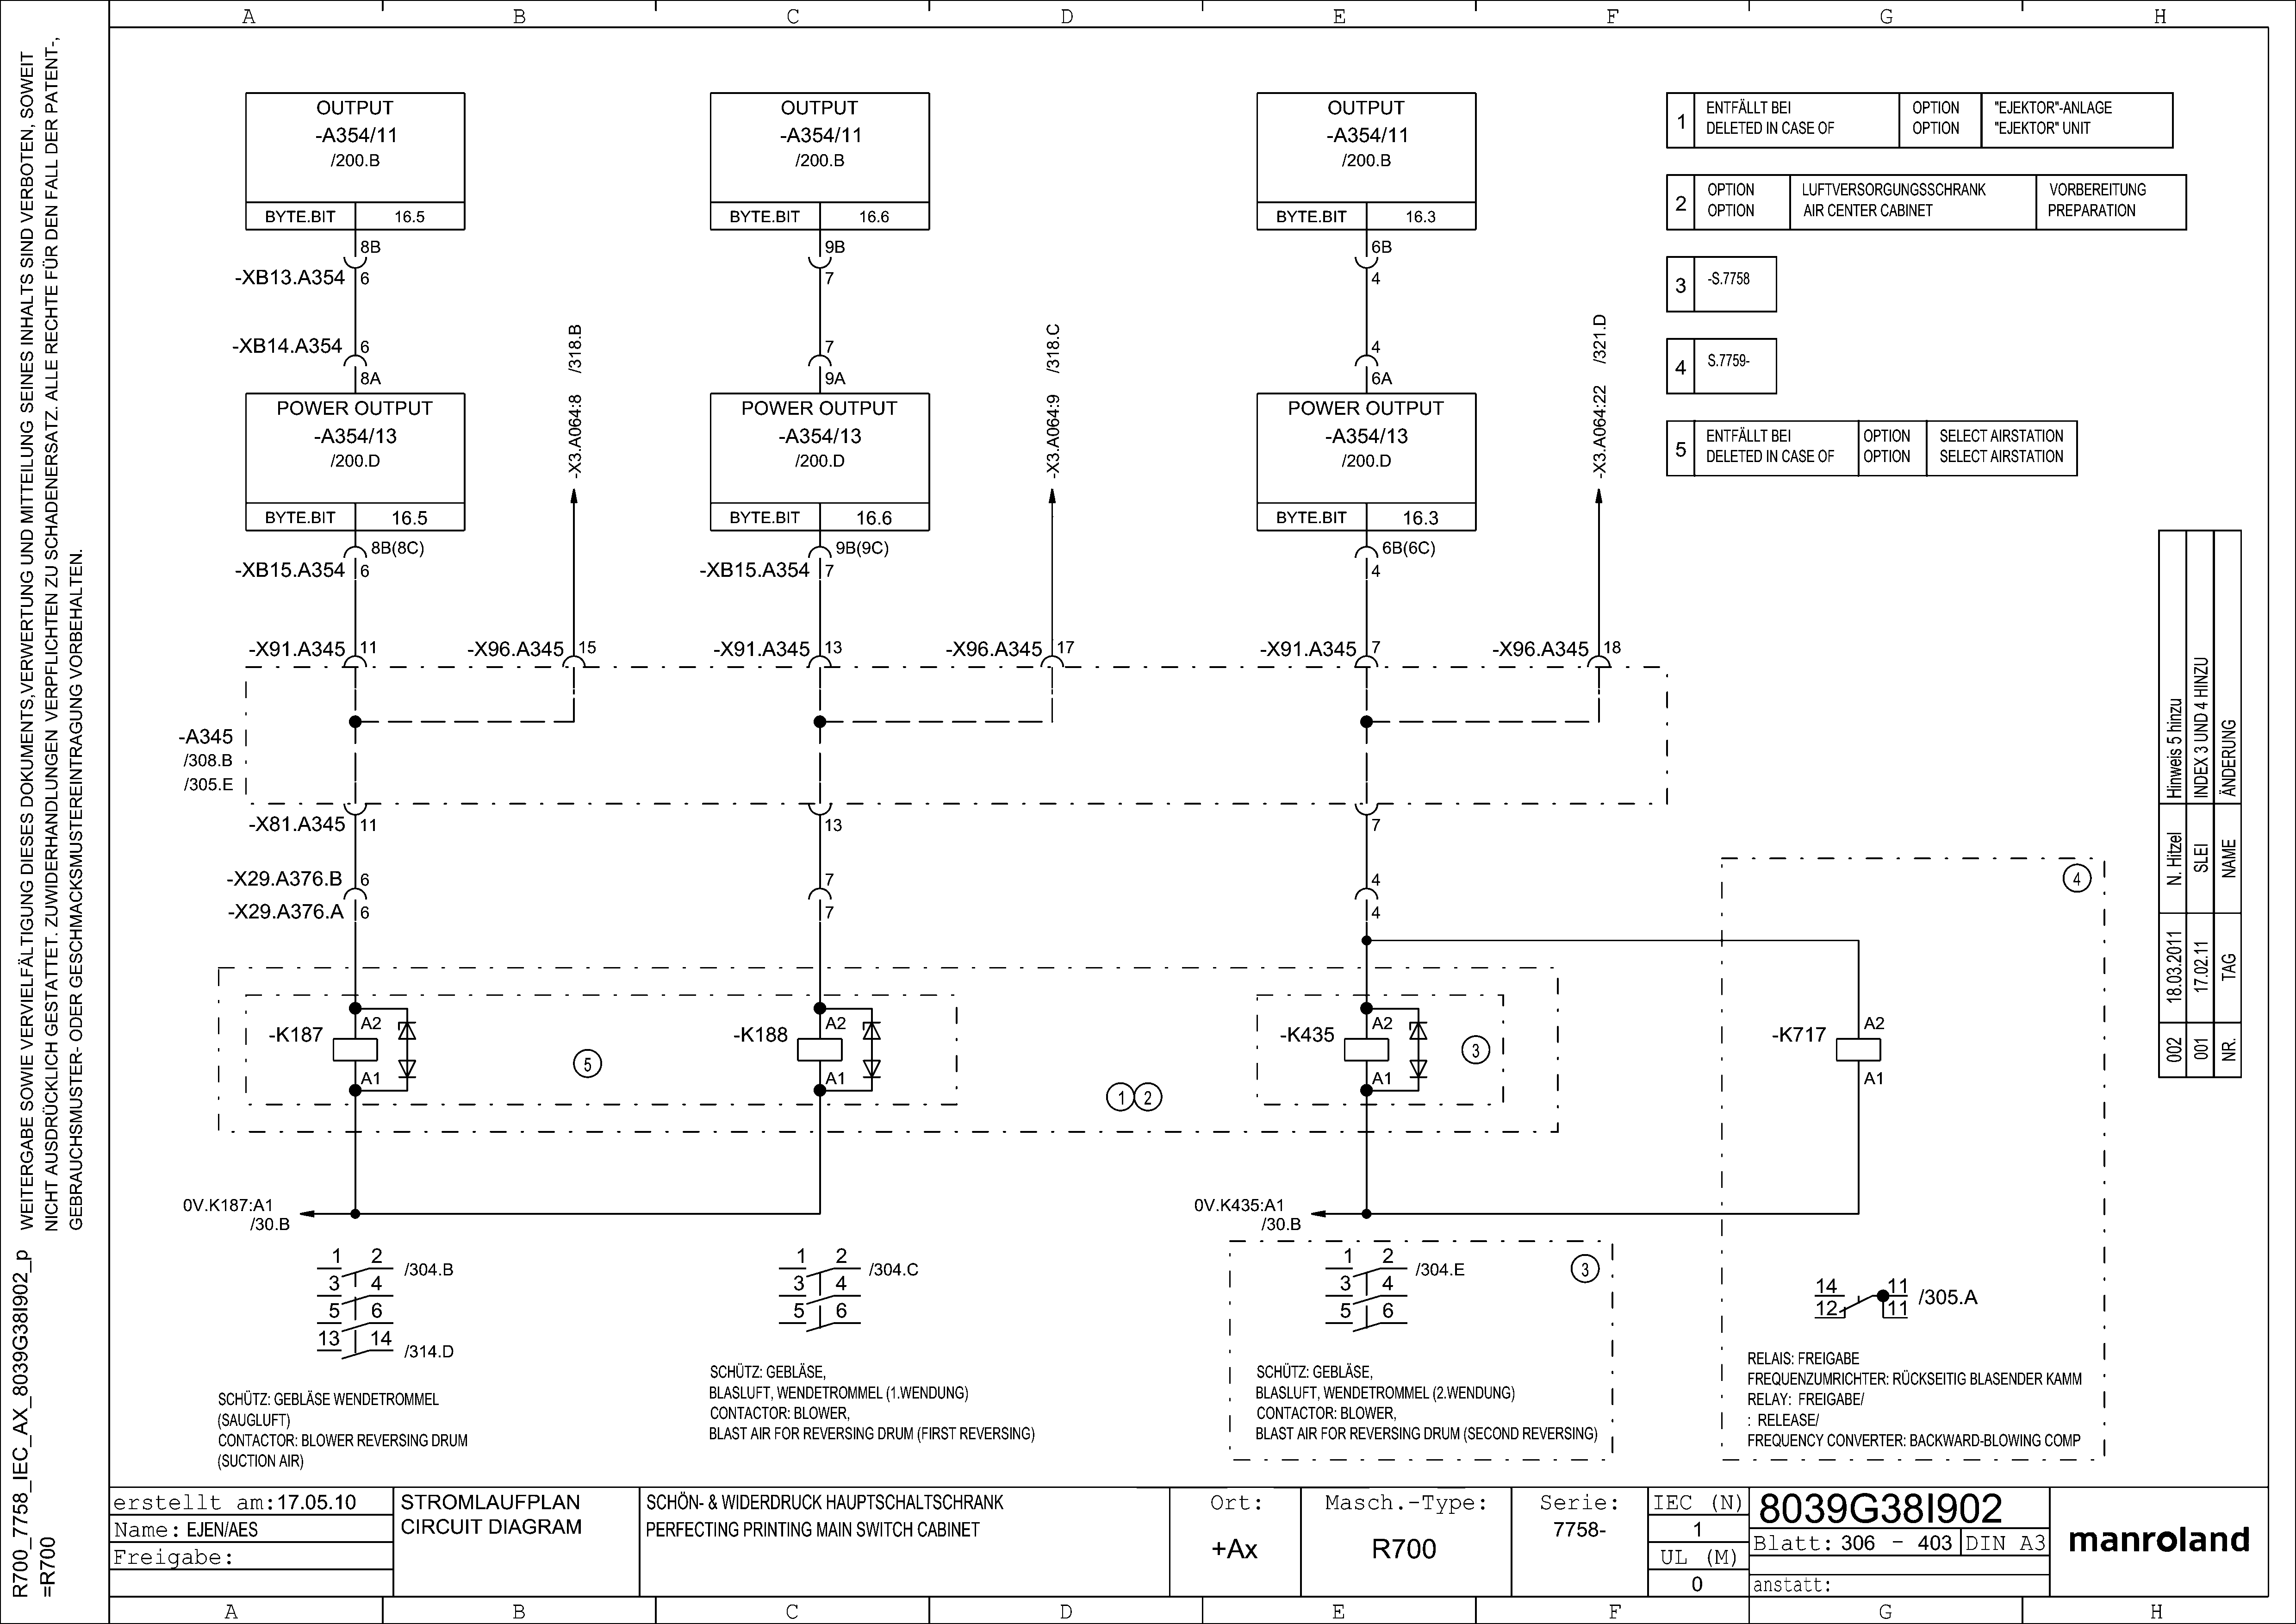 A B C D E F G H
WEITERGABE SOWIE VERVIELFÄLTIGUNG DIESES DOKUMENTS,VERWERTUNG UND MITTEILUNG SEINES INHALTS SIND VERBOTEN, SOWEIT
NICHT AUSDRÜCKLICH GESTATTET. ZUWIDERHANDLUNGEN VERPFLICHTEN ZU SCHADENERSATZ. ALLE RECHTE FÜR DEN FALL DER PATENT-,
GEBRAUCHSMUSTER- ODER GESCHMACKSMUSTEREINTRAGUNG VORBEHALTEN.
R700_7758_IEC_AX_8039G38I902_p
=R700
OUTPUT OUTPUT OUTPUT
-A354/11 -A354/11 -A354/11
/200.B /200.B /200.B
BYTE.BIT 16.5 BYTE.BIT 16.6 BYTE.BIT 16.3
8B 9B 6B
-XB13.A354 6 7 4
-XB14.A354 6 7 4
8A 9A 6A
POWER OUTPUT POWER OUTPUT POWER OUTPUT
-A354/13 -A354/13 -A354/13
/200.D /200.D /200.D
BYTE.BIT 16.5 BYTE.BIT 16.6 BYTE.BIT 16.3
8B(8C) 9B(9C) 6B(6C)
-XB15.A354 6 -XB15.A354 7 4
-X3.A064:8 /318.B
-X3.A064:9 /318.C
-X3.A064:22 /321.D
-X91.A345 11 -X96.A345 15 -X91.A345 13 -X96.A345 17 -X91.A345 7 -X96.A345 18
-A345
/308.B
/305.E
-X81.A345 11 13 7
-X29.A376.B 6 7 4
-X29.A376.A 6 7 4
1 ENTFÄLLT BEI OPTION "EJEKTOR"-ANLAGE
DELETED IN CASE OF OPTION "EJEKTOR" UNIT
2 OPTION LUFTVERSORGUNGSSCHRANK VORBEREITUNG
OPTION AIR CENTER CABINET PREPARATION
3 -S.7758
4 S.7759-
5 ENTFÄLLT BEI OPTION SELECT AIRSTATION
DELETED IN CASE OF OPTION SELECT AIRSTATION
002 18.03.2011 N. Hitzel Hinweis 5 hinzu
001 17.02.11 SLEI INDEX 3 UND 4 HINZU
NR. TAG NAME ÄNDERUNG
4
-K187 A2 -K188 A2 -K435 A2 -K717 A2
5 3
A1 A1 A1 A1
1 2
0V.K187:A1
/30.B
0V.K435:A1
/30.B
1 2 /304.B
3 4
5 6
13 14 /314.D
SCHÜTZ: GEBLÄSE WENDETROMMEL
(SAUGLUFT)
CONTACTOR: BLOWER REVERSING DRUM
(SUCTION AIR)
1 2 /304.C
3 4
5 6
SCHÜTZ: GEBLÄSE,
BLASLUFT, WENDETROMMEL (1.WENDUNG)
CONTACTOR: BLOWER,
BLAST AIR FOR REVERSING DRUM (FIRST REVERSING)
1 2 /304.E 3
3 4
5 6
SCHÜTZ: GEBLÄSE,
BLASLUFT, WENDETROMMEL (2.WENDUNG)
CONTACTOR: BLOWER,
BLAST AIR FOR REVERSING DRUM (SECOND REVERSING)
14 11 /305.A
12 11
RELAIS: FREIGABE
FREQUENZUMRICHTER: RÜCKSEITIG BLASENDER KAMM
RELAY: FREIGABE/
: RELEASE/
FREQUENCY CONVERTER: BACKWARD-BLOWING COMP
erstellt am:17.05.10
Name: EJEN/AES
Freigabe:
STROMLAUFPLAN
CIRCUIT DIAGRAM
SCHÖN- & WIDERDRUCK HAUPTSCHALTSCHRANK
PERFECTING PRINTING MAIN SWITCH CABINET
Ort:
+Ax
Masch.-Type:
R700
Serie:
7758-
IEC (N)
1
UL (M)
0
8039G38I902
Blatt: 306 - 403 DIN A3
anstatt:
manroland
A B C D E F G H